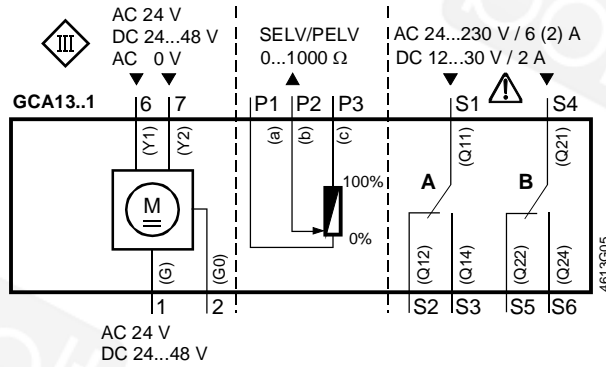 III
AC 24 V
DC 24...48 V
AC 0 V
SELV/PELV
0...1000 Ω
AC 24...230 V / 6 (2) A
DC 12...30 V / 2 A
GCA13..1
6 7 P1 P2 P3 S1 S4
(Y1) (Y2) (a) (b) (c) (Q11) (Q21)
M
100%
0%
A B
(G) (G0) (Q12) (Q14) (Q22) (Q24)
1 2 S2 S3 S5 S6
AC 24 V
DC 24...48 V
4613G05